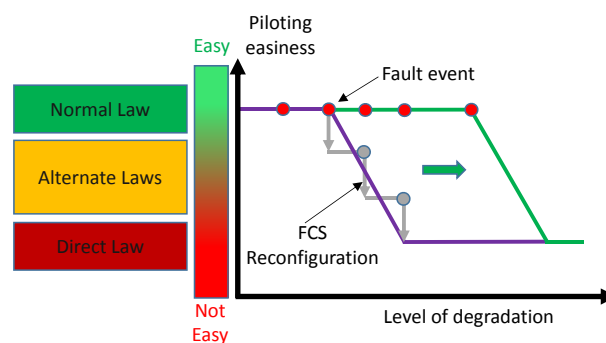 Piloting
easiness
Easy
Fault event
Normal Law
Alternate Laws
Direct Law
FCS
Reconfiguration
Not
Easy
Level of degradation